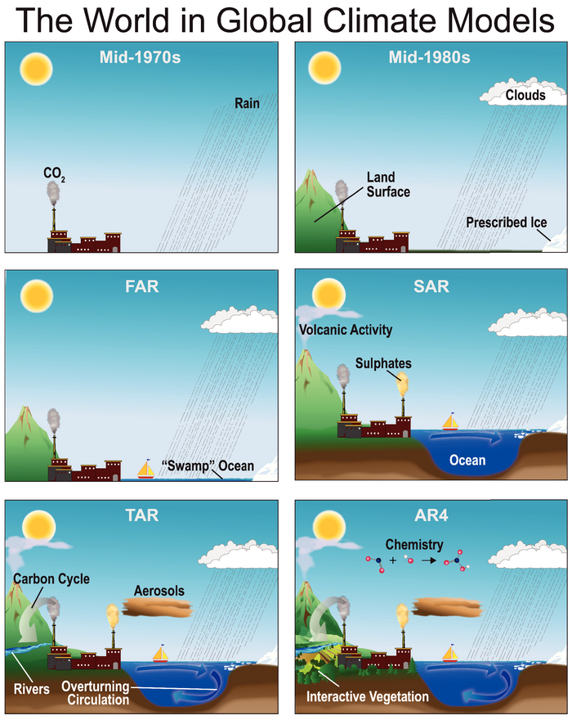 The World in Global Climate Models
Mid-1970s
Rain
CO₂
Mid-1980s
Clouds
Land
Surface
Prescribed Ice
FAR
"Swamp" Ocean
SAR
Volcanic Activity
Sulphates
Ocean
TAR
Carbon Cycle
Aerosols
Rivers
Overturning
Circulation
AR4
Chemistry
+
Interactive Vegetation